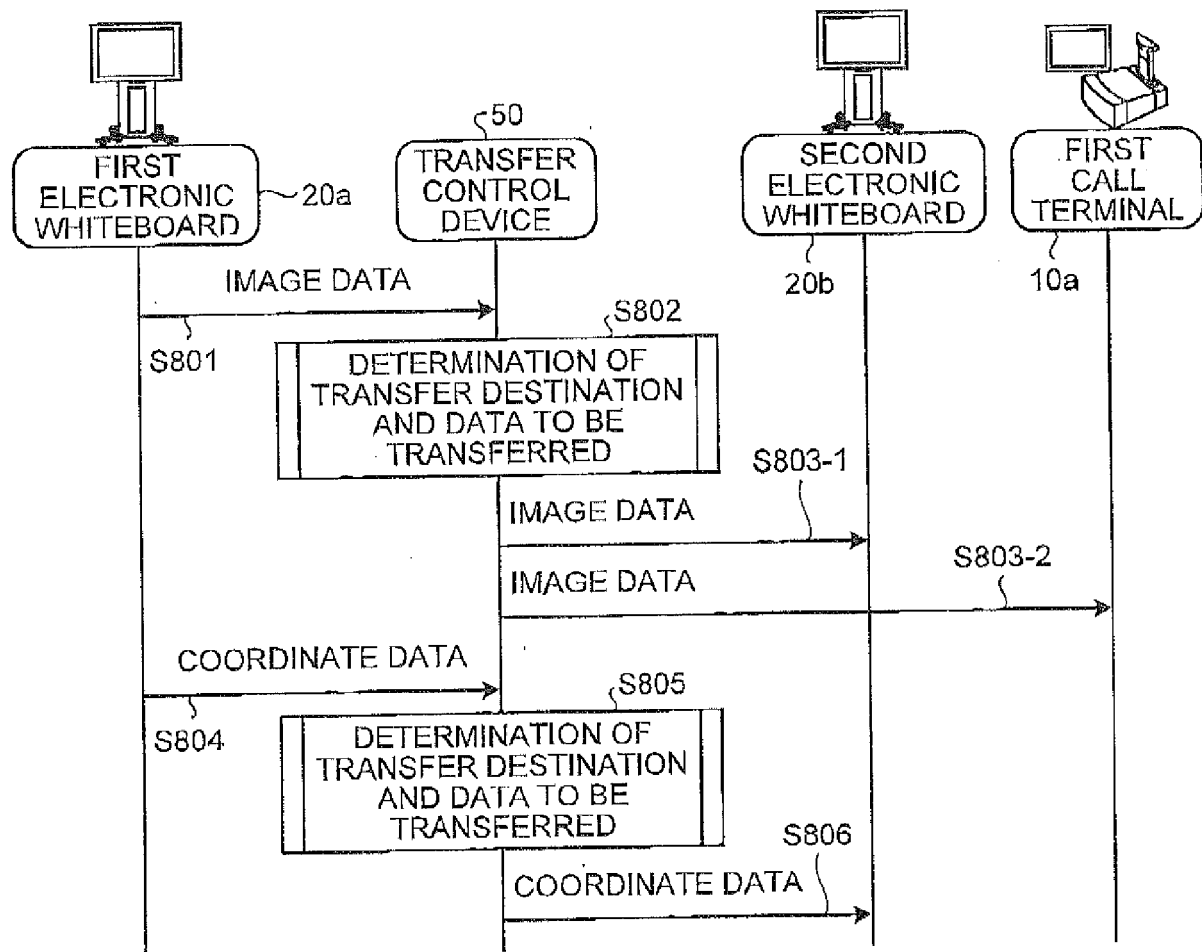 50
FIRST
ELECTRONIC
WHITEBOARD
20a
TRANSFER
CONTROL
DEVICE
SECOND
ELECTRONIC
WHITEBOARD
20b
FIRST
CALL
TERMINAL
10a
IMAGE DATA
S801
S802
DETERMINATION OF
TRANSFER DESTINATION
AND DATA TO BE
TRANSFERRED
S803-1
IMAGE DATA
S803-2
IMAGE DATA
COORDINATE DATA
S804
S805
DETERMINATION OF
TRANSFER DESTINATION
AND DATA TO BE
TRANSFERRED
S806
COORDINATE DATA